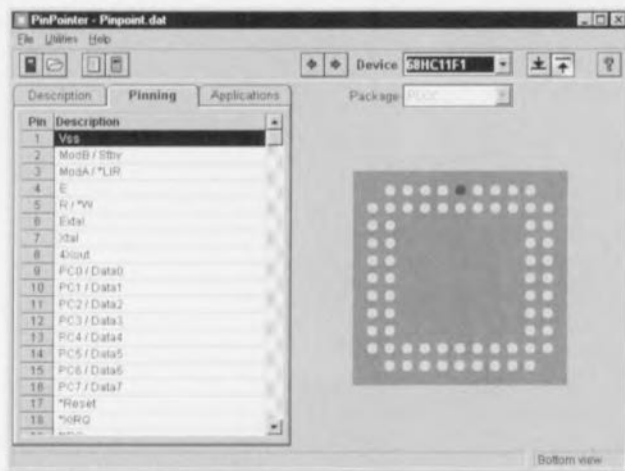 PinPointer - Pinpoint.dat
File Utilities Help
Device 68HC11F1
Description Pinning Applications
Package PLCC
Pin Description
1 Vss
2 ModB / Stby
3 ModA / *LIR
4 E
5 R / *W
6 Extal
7 Xtal
8 4Xout
9 PC0 / Data0
10 PC1 / Data1
11 PC2 / Data2
12 PC3 / Data3
13 PC4 / Data4
14 PC5 / Data5
15 PC6 / Data6
16 PC7 / Data7
17 *Reset
18 *XIRQ
Bottom view